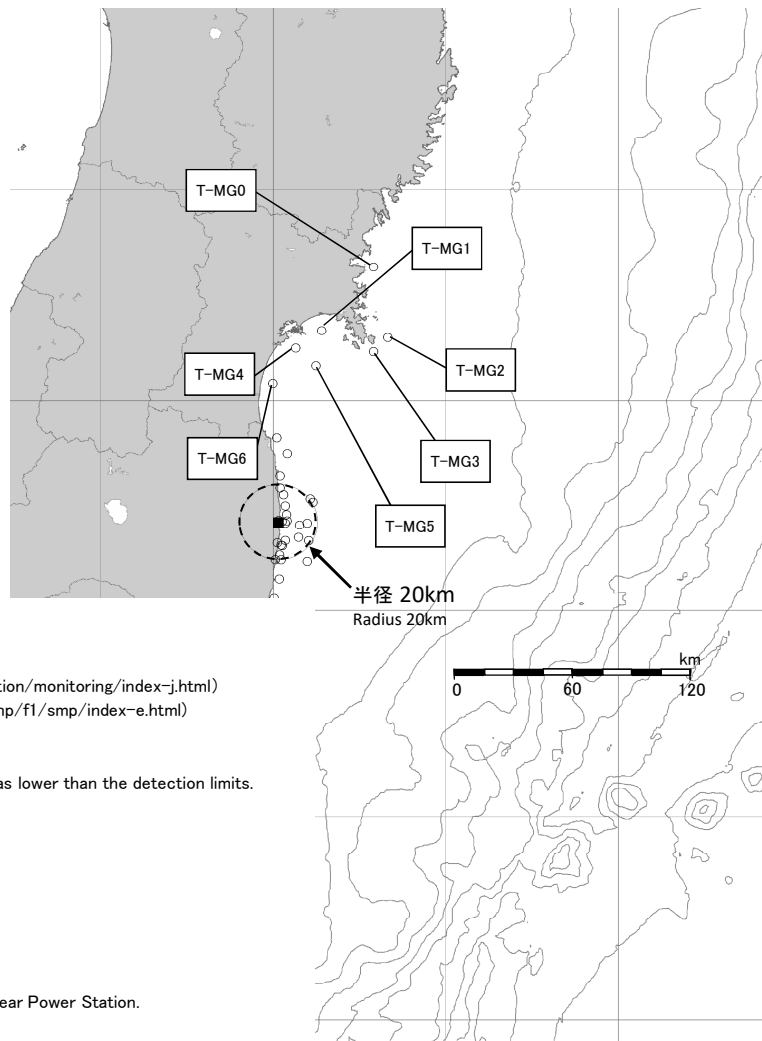 T-MG0
T-MG1
T-MG4
T-MG2
T-MG6
T-MG3
T-MG5
半径 20km
Radius 20km
km
0 60 120
tion/monitoring/index-j.html)
np/f1/smp/index-e.html)
as lower than the detection limits.
ear Power Station.